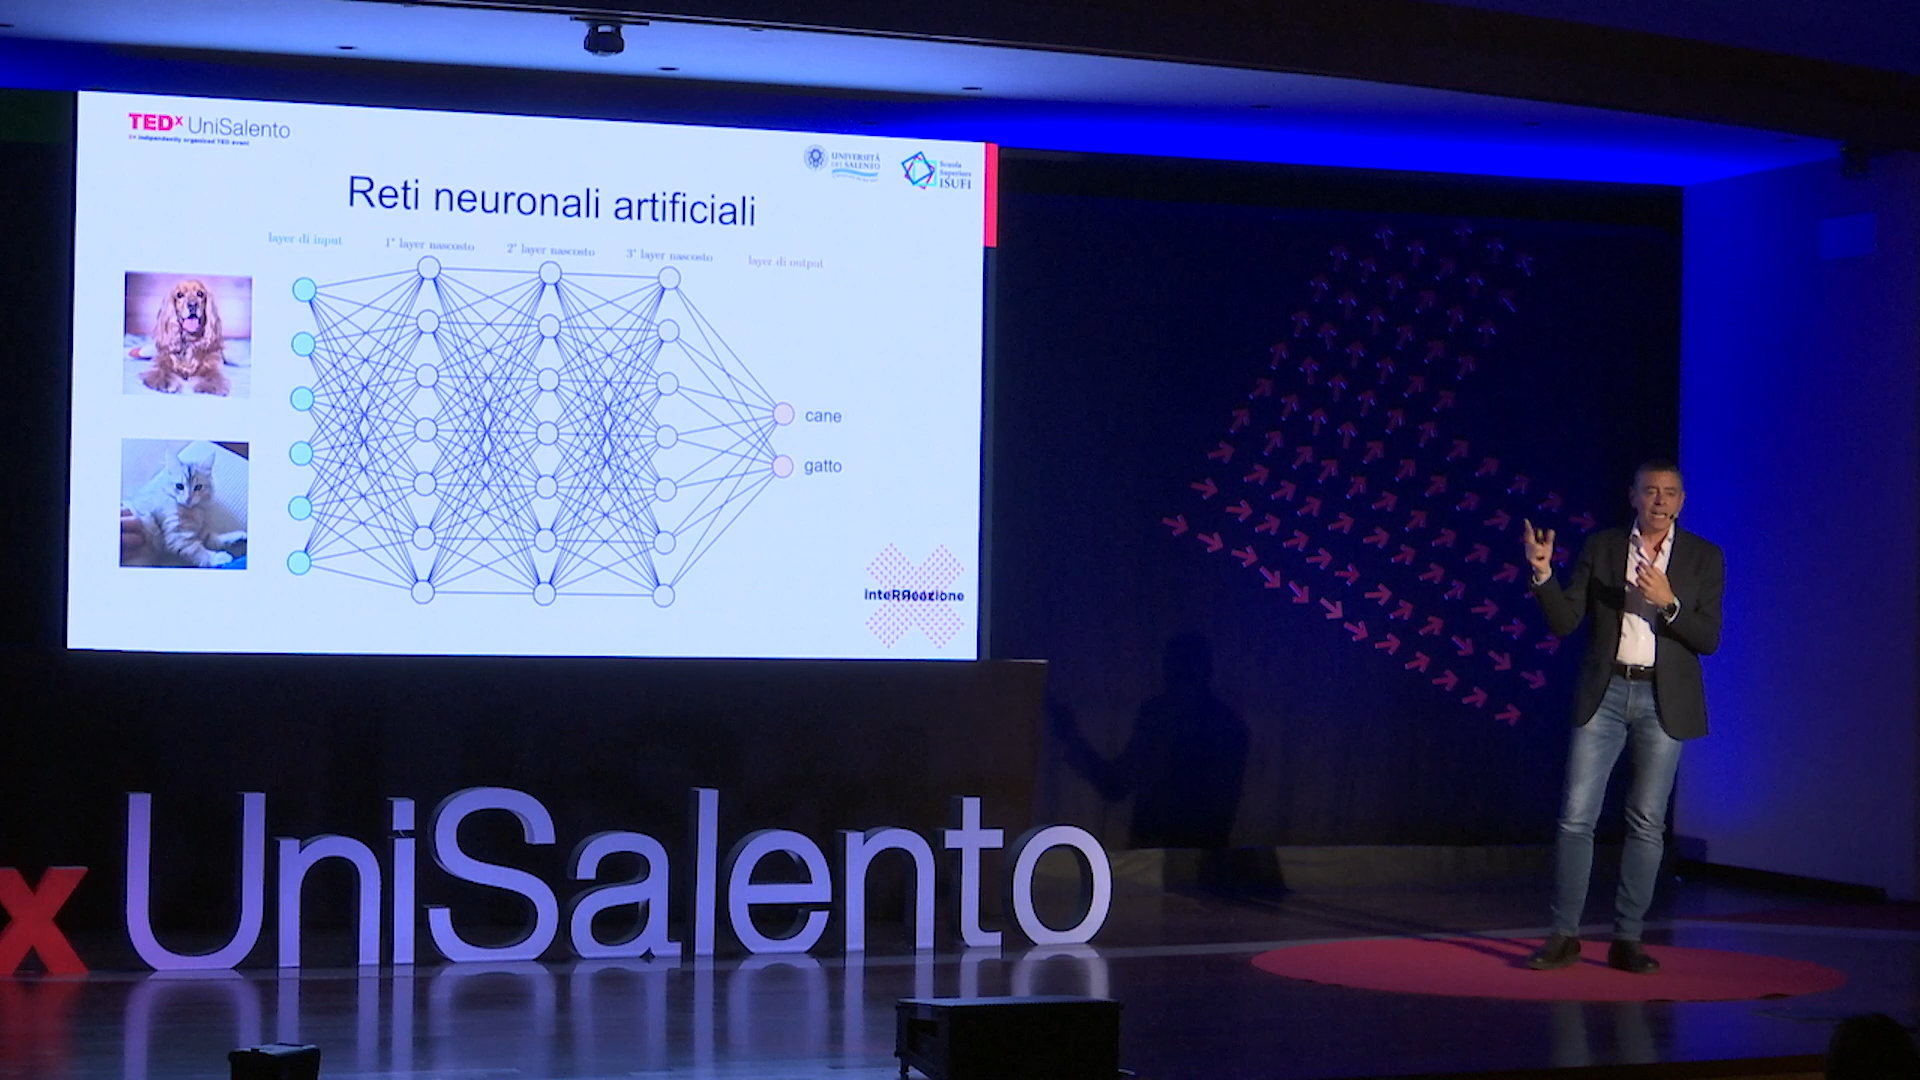 TEDx UniSalento
x = independently organized TED event
UNIVERSITÀ
DEL SALENTO
Scuola
Superiore
ISUFI
Reti neuronali artificiali
layer di input
1° layer nascosto
2° layer nascosto
3° layer nascosto
layer di output
cane
gatto
x UniSalento